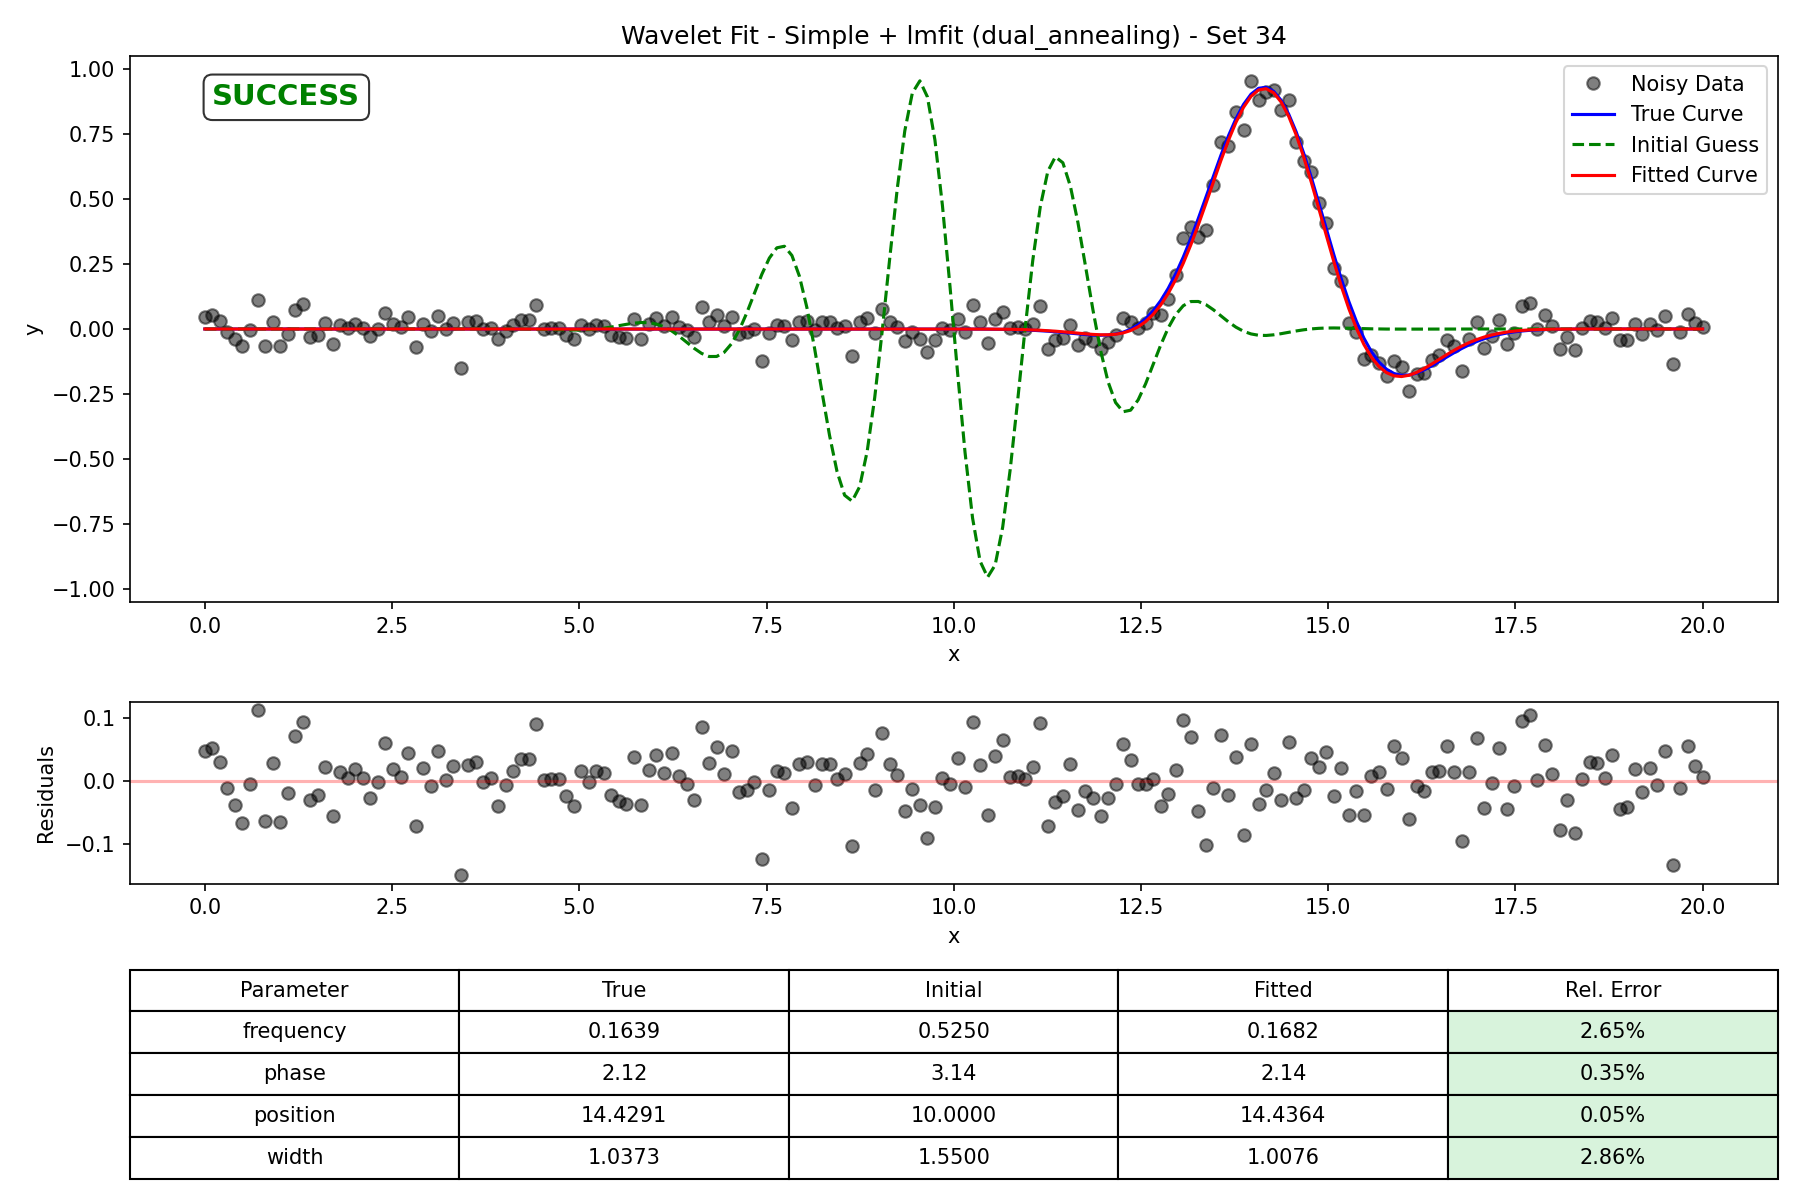 Wavelet Fit - Simple + lmfit (dual_annealing) - Set 34
SUCCESS
Noisy Data
True Curve
Initial Guess
Fitted Curve
1.00
0.75
0.50
0.25
0.00
−0.25
−0.50
−0.75
−1.00
y
0.0 2.5 5.0 7.5 10.0 12.5 15.0 17.5 20.0
x
0.1
0.0
−0.1
Residuals
0.0 2.5 5.0 7.5 10.0 12.5 15.0 17.5 20.0
x
Parameter True Initial Fitted Rel. Error
frequency 0.1639 0.5250 0.1682 2.65%
phase 2.12 3.14 2.14 0.35%
position 14.4291 10.0000 14.4364 0.05%
width 1.0373 1.5500 1.0076 2.86%